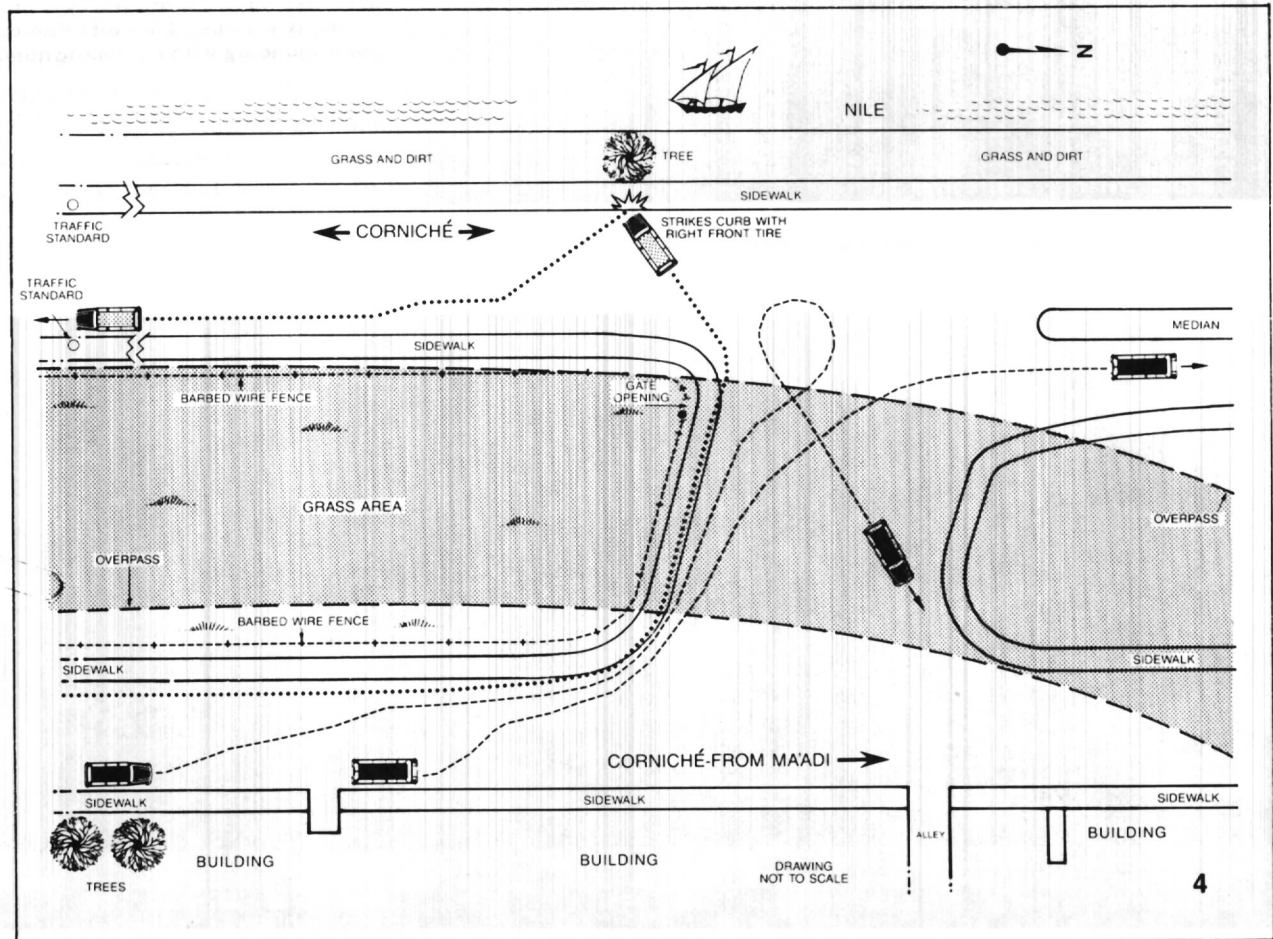 N
NILE
GRASS AND DIRT
TREE
GRASS AND DIRT
SIDEWALK
TRAFFIC
STANDARD
CORNICHÉ
STRIKES CURB WITH
RIGHT FRONT TIRE
TRAFFIC
STANDARD
MEDIAN
SIDEWALK
BARBED WIRE FENCE
GATE
OPENING
GRASS AREA
OVERPASS
OVERPASS
BARBED WIRE FENCE
SIDEWALK
SIDEWALK
CORNICHÉ-FROM MA'ADI
SIDEWALK
SIDEWALK
SIDEWALK
ALLEY
BUILDING
BUILDING
BUILDING
DRAWING
NOT TO SCALE
TREES
4